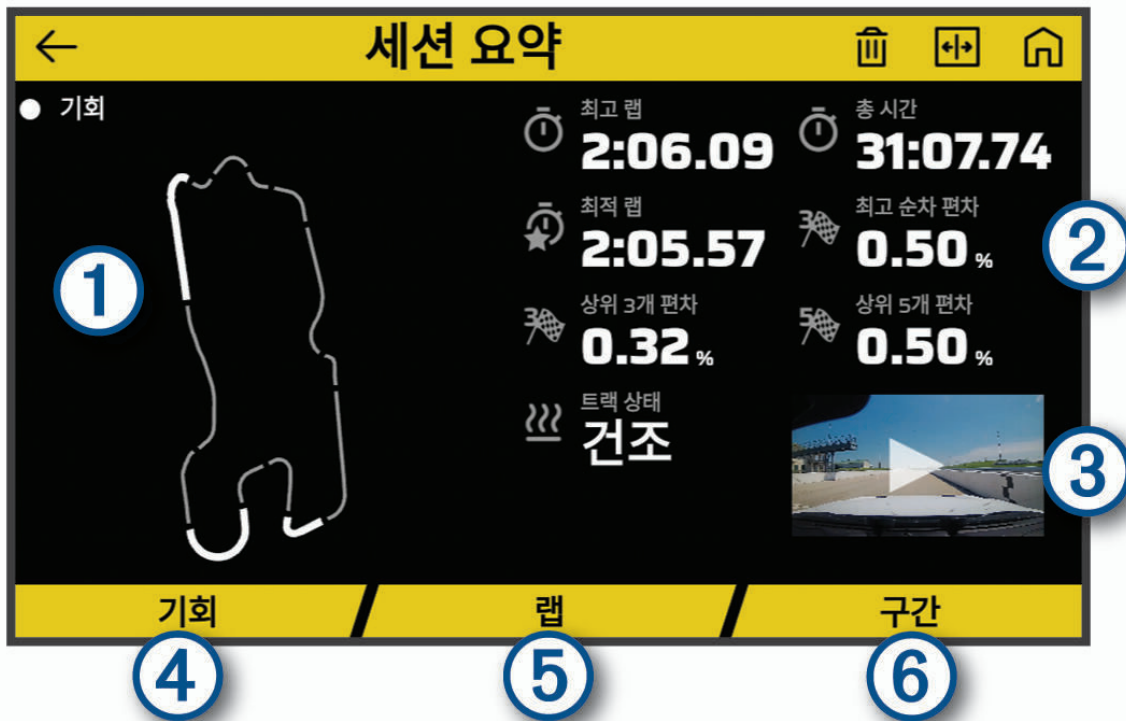 세션 요약
기회
최고 랩
2:06.09
총 시간
31:07.74
최적 랩
2:05.57
최고 순차 편차
0.50 %
상위 3개 편차
0.32 %
상위 5개 편차
0.50 %
트랙 상태
건조
3
3
5
1
2
3
기회
랩
구간
4
5
6